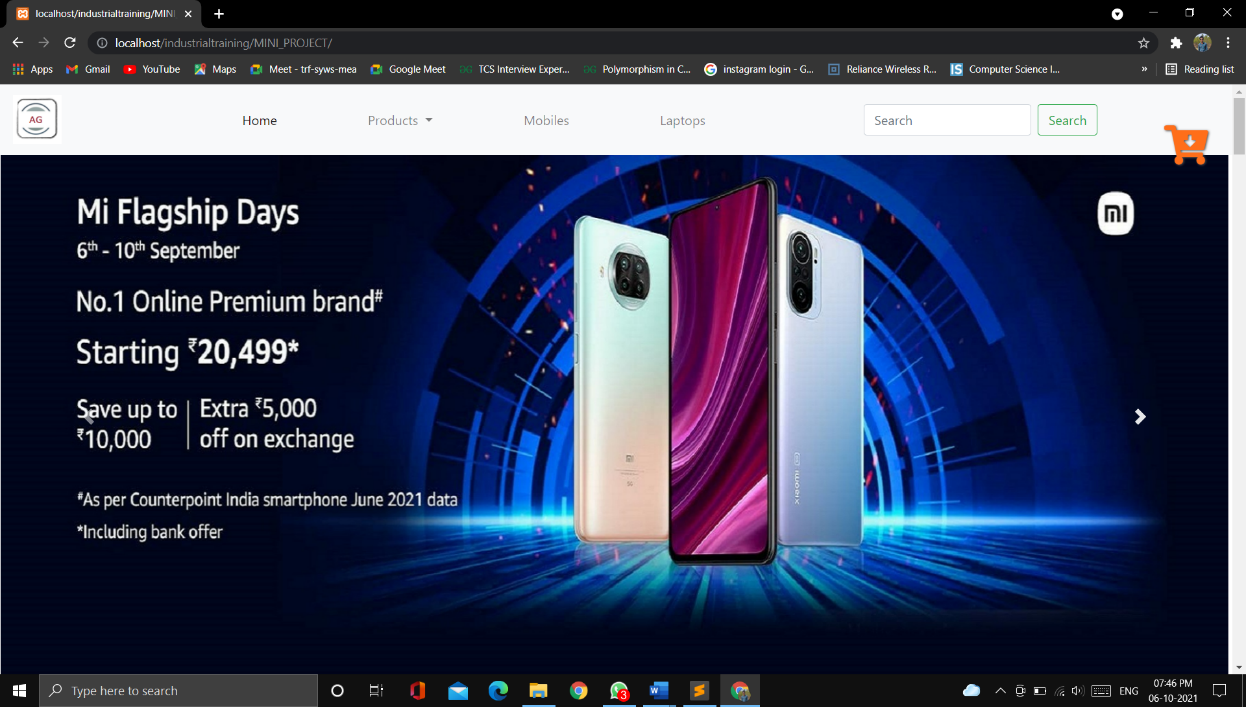 localhost/industrialtraining/MINI
localhost/industrialtraining/MINI_PROJECT/
Apps Gmail YouTube Maps Meet - trf-syws-mea Google Meet TCS Interview Exper... Polymorphism in C... instagram login - G... Reliance Wireless R... Computer Science I... » Reading list
AG Home Products Mobiles Laptops Search Search
Mi Flagship Days
6th - 10th September
No.1 Online Premium brand#
Starting ₹20,499*
Save up to
₹10,000
Extra ₹5,000
off on exchange
#As per Counterpoint India smartphone June 2021 data
*Including bank offer
mi
xiaomi
Type here to search
3
ENG
07:46 PM
06-10-2021